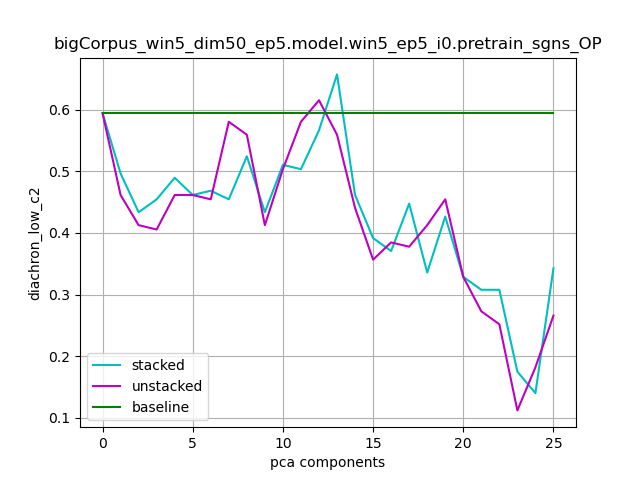 bigCorpus_win5_dim50_ep5.model.win5_ep5_i0.pretrain_sgns_OP
diachron_low_c2
0.6
0.5
0.4
0.3
0.2
0.1
stacked
unstacked
baseline
0 5 10 15 20 25
pca components